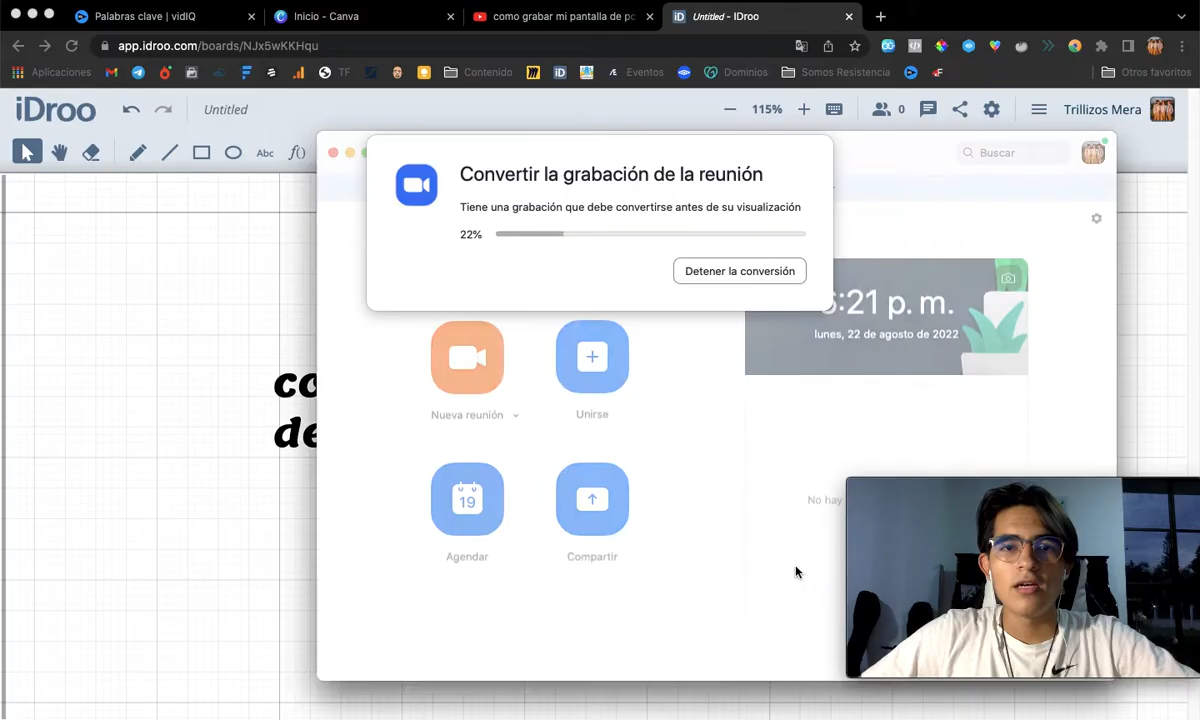 Palabras clave | vidIQ
Inicio - Canva
como grabar mi pantalla de pc
Untitled - IDroo
app.idroo.com/boards/NJx5wKKHqu
Aplicaciones
TF
Contenido
Eventos
Dominios
Somos Resistencia
Otros favoritos
iDroo
Untitled
115%
0
Trillizos Mera
Abc
f()
Buscar
Convertir la grabación de la reunión
Tiene una grabación que debe convertirse antes de su visualización
22%
Detener la conversión
6:21 p. m.
lunes, 22 de agosto de 2022
co
de
Nueva reunión
Unirse
19
Agendar
Compartir
No hay